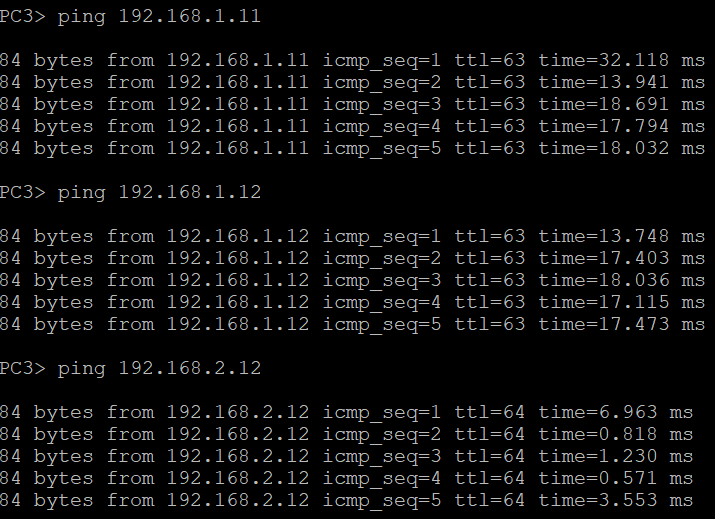 PC3> ping 192.168.1.11
84 bytes from 192.168.1.11 icmp_seq=1 ttl=63 time=32.118 ms
84 bytes from 192.168.1.11 icmp_seq=2 ttl=63 time=13.941 ms
84 bytes from 192.168.1.11 icmp_seq=3 ttl=63 time=18.691 ms
84 bytes from 192.168.1.11 icmp_seq=4 ttl=63 time=17.794 ms
84 bytes from 192.168.1.11 icmp_seq=5 ttl=63 time=18.032 ms
PC3> ping 192.168.1.12
84 bytes from 192.168.1.12 icmp_seq=1 ttl=63 time=13.748 ms
84 bytes from 192.168.1.12 icmp_seq=2 ttl=63 time=17.403 ms
84 bytes from 192.168.1.12 icmp_seq=3 ttl=63 time=18.036 ms
84 bytes from 192.168.1.12 icmp_seq=4 ttl=63 time=17.115 ms
84 bytes from 192.168.1.12 icmp_seq=5 ttl=63 time=17.473 ms
PC3> ping 192.168.2.12
84 bytes from 192.168.2.12 icmp_seq=1 ttl=64 time=6.963 ms
84 bytes from 192.168.2.12 icmp_seq=2 ttl=64 time=0.818 ms
84 bytes from 192.168.2.12 icmp_seq=3 ttl=64 time=1.230 ms
84 bytes from 192.168.2.12 icmp_seq=4 ttl=64 time=0.571 ms
84 bytes from 192.168.2.12 icmp_seq=5 ttl=64 time=3.553 ms